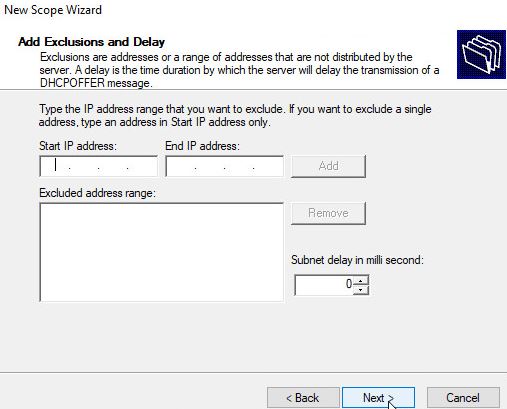 New Scope Wizard
Add Exclusions and Delay
Exclusions are addresses or a range of addresses that are not distributed by the
server. A delay is the time duration by which the server will delay the transmission of a
DHCPOFFER message.
Type the IP address range that you want to exclude. If you want to exclude a single
address, type an address in Start IP address only.
Start IP address:
End IP address:
Add
Excluded address range:
Remove
Subnet delay in milli second:
0
< Back
Next >
Cancel